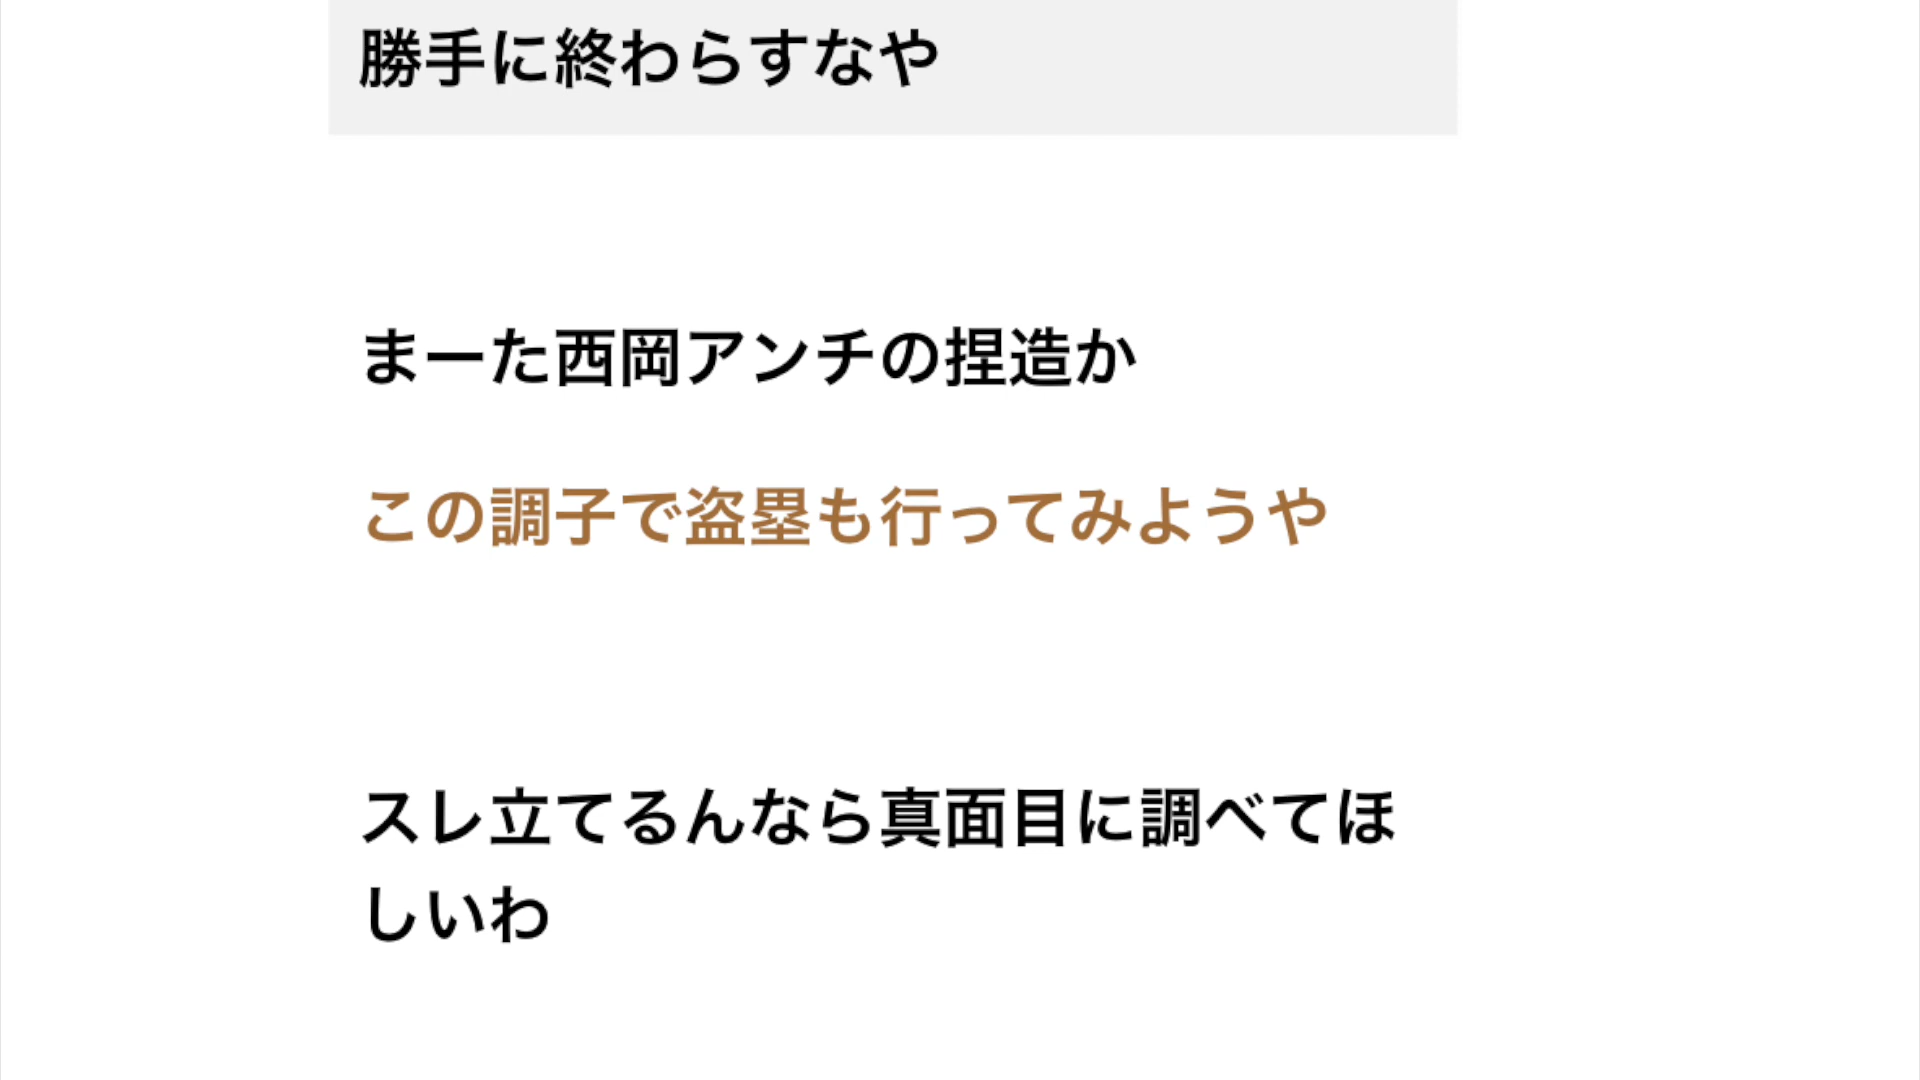 勝手に終わらすなや
まーた西岡アンチの捏造か
この調子で盗塁も行ってみようや
スレ立てるんなら真面目に調べてほ
しいわ